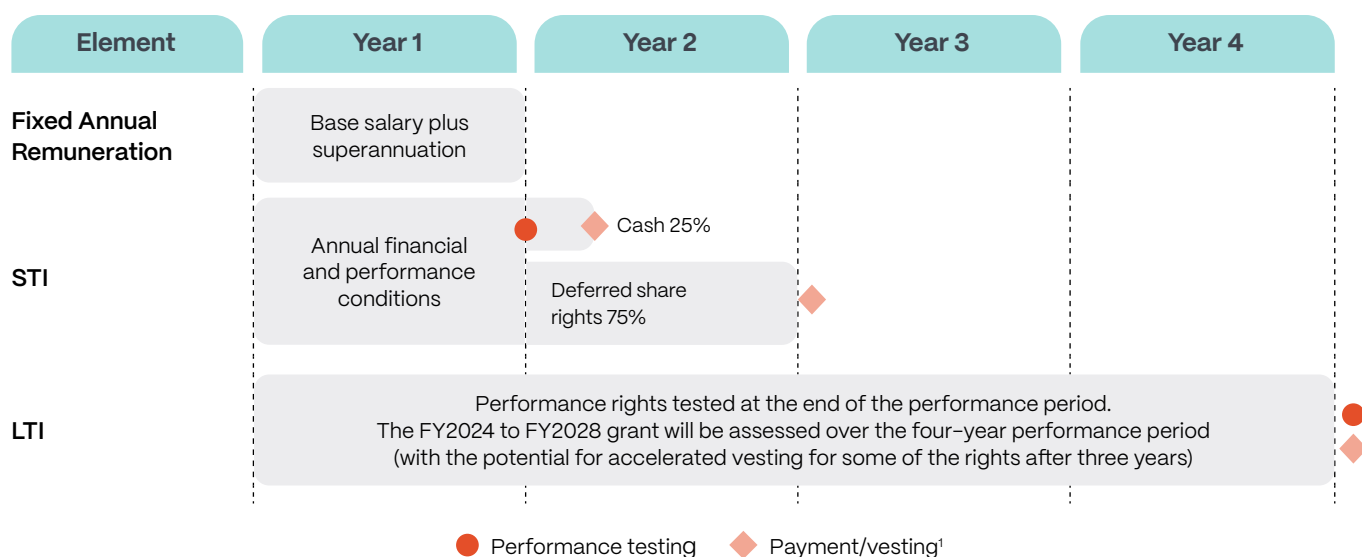 Element
Year 1
Year 2
Year 3
Year 4
Fixed Annual
Remuneration
Base salary plus
superannuation
STI
Annual financial
and performance
conditions
Cash 25%
Deferred share
rights 75%
LTI
Performance rights tested at the end of the performance period.
The FY2024 to FY2028 grant will be assessed over the four-year performance period
(with the potential for accelerated vesting for some of the rights after three years)
Performance testing
Payment/vesting¹